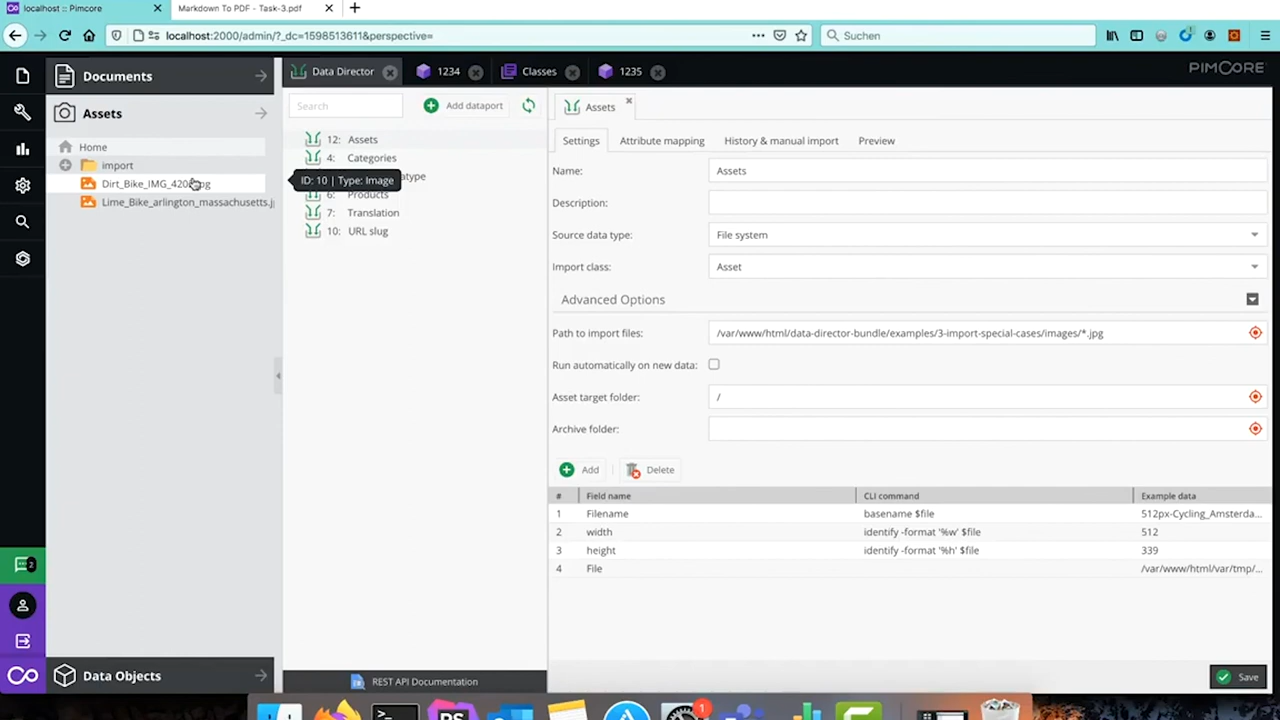 localhost :: Pimcore
Markdown To PDF - Task-3.pdf
localhost:2000/admin/?_dc=1598513611&perspective=
Suchen
Documents
Assets
Home
import
Dirt_Bike_IMG_420 jpg
Lime_Bike_arlington_massachusetts.j
Data Objects
2
Data Director
1234
Classes
1235
PIMCORE
Search
Add dataport
12: Assets
4: Categories
ID: 10 | Type: Image
atype
6: Products
7: Translation
10: URL slug
REST API Documentation
Assets
Settings
Attribute mapping
History & manual import
Preview
Name:
Assets
Description:
Source data type:
File system
Import class:
Asset
Advanced Options
Path to import files:
/var/www/html/data-director-bundle/examples/3-import-special-cases/images/*.jpg
Run automatically on new data:
Asset target folder:
/
Archive folder:
Add
Delete
# Field name CLI command Example data
1 Filename basename $file 512px-Cycling_Amsterda...
2 width identify -format '%w' $file 512
3 height identify -format '%h' $file 339
4 File /var/www/html/var/tmp/...
Save
PS
1